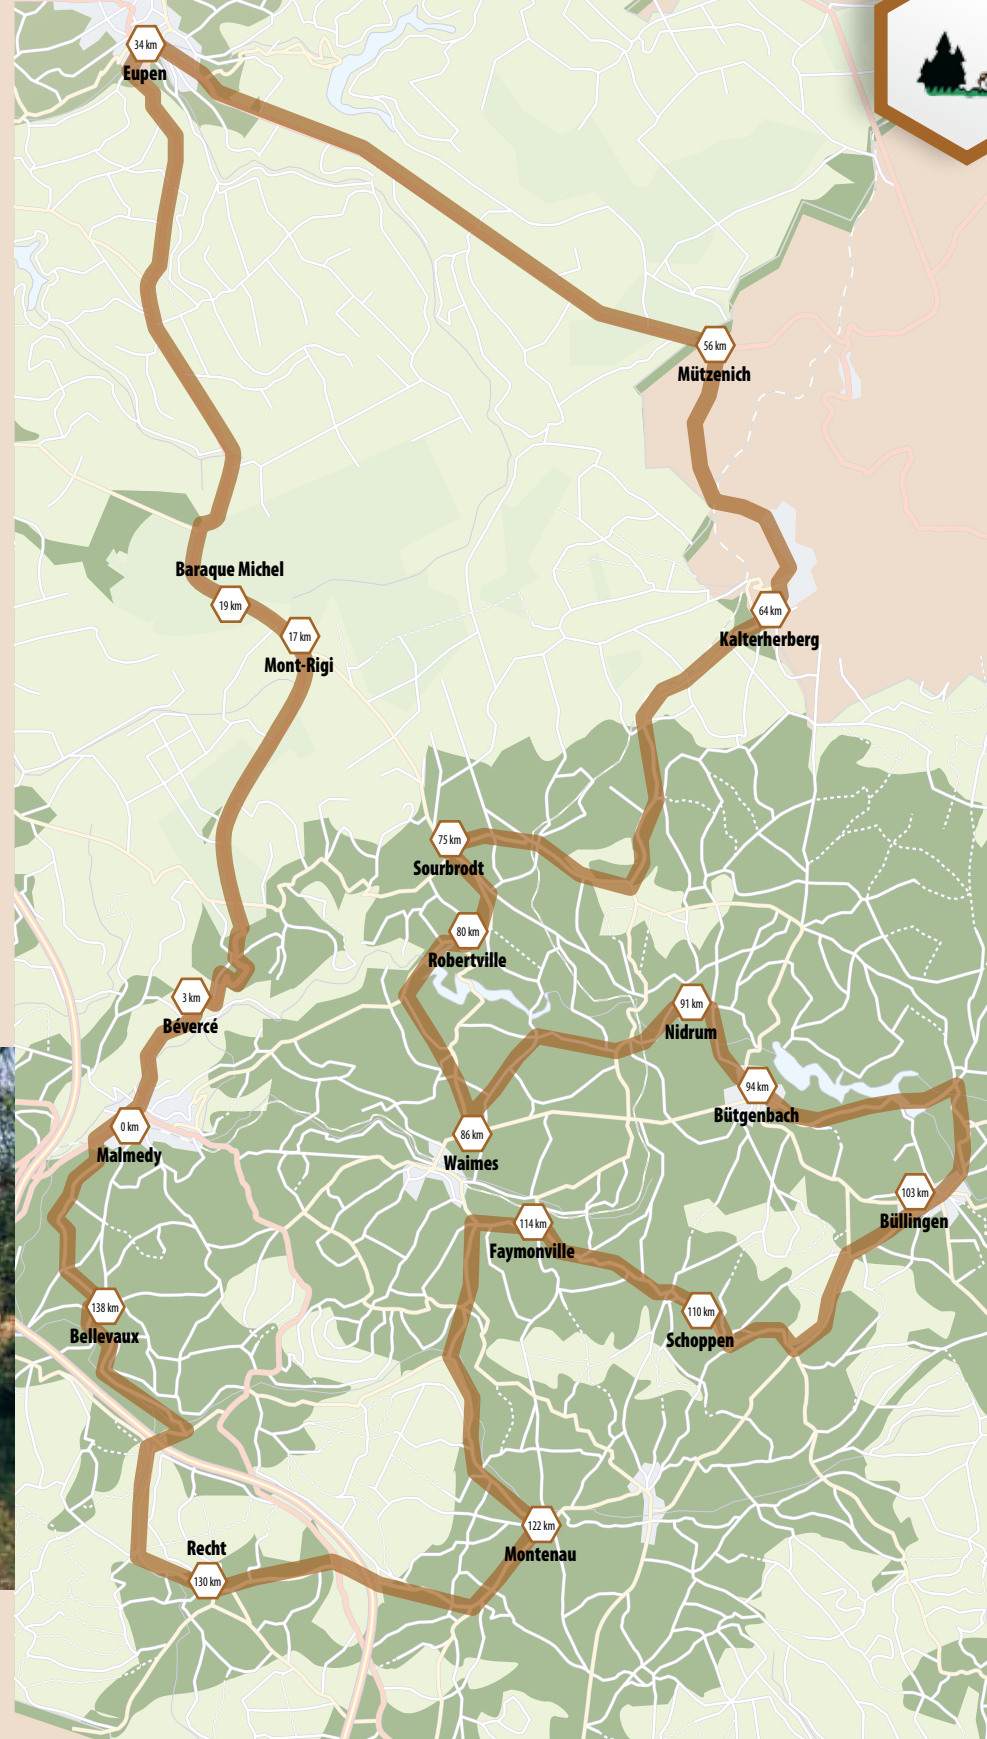 34 km
Eupen
56 km
Mützenich
Baraque Michel
19 km
17 km
Mont-Rigi
64 km
Kalterherberg
75 km
Sourbrodt
80 km
Robertville
3 km
Bévercé
91 km
Nidrum
94 km
Bütgenbach
0 km
Malmedy
86 km
Waimes
103 km
Büllingen
114 km
Faymonville
138 km
Bellevaux
110 km
Schoppen
122 km
Montenau
Recht
130 km